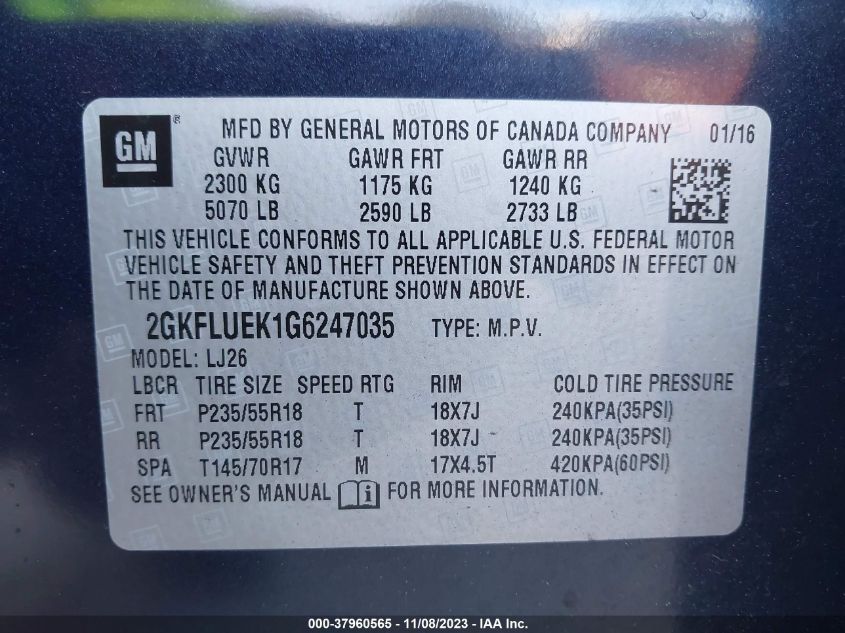 GM ® MFD BY GENERAL MOTORS OF CANADA COMPANY 01/16
GVWR GAWR FRT GAWR RR
2300 KG 1175 KG 1240 KG
5070 LB 2590 LB 2733 LB
THIS VEHICLE CONFORMS TO ALL APPLICABLE U.S. FEDERAL MOTOR
VEHICLE SAFETY AND THEFT PREVENTION STANDARDS IN EFFECT ON
THE DATE OF MANUFACTURE SHOWN ABOVE.
2GKFLUEK1G6247035 TYPE: M.P.V.
MODEL: LJ26
LBCR TIRE SIZE SPEED RTG RIM COLD TIRE PRESSURE
FRT P235/55R18 T 18X7J 240KPA(35PSI)
RR P235/55R18 T 18X7J 240KPA(35PSI)
SPA T145/70R17 M 17X4.5T 420KPA(60PSI)
SEE OWNER'S MANUAL i FOR MORE INFORMATION.
000-37960565 - 11/08/2023 - IAA Inc.